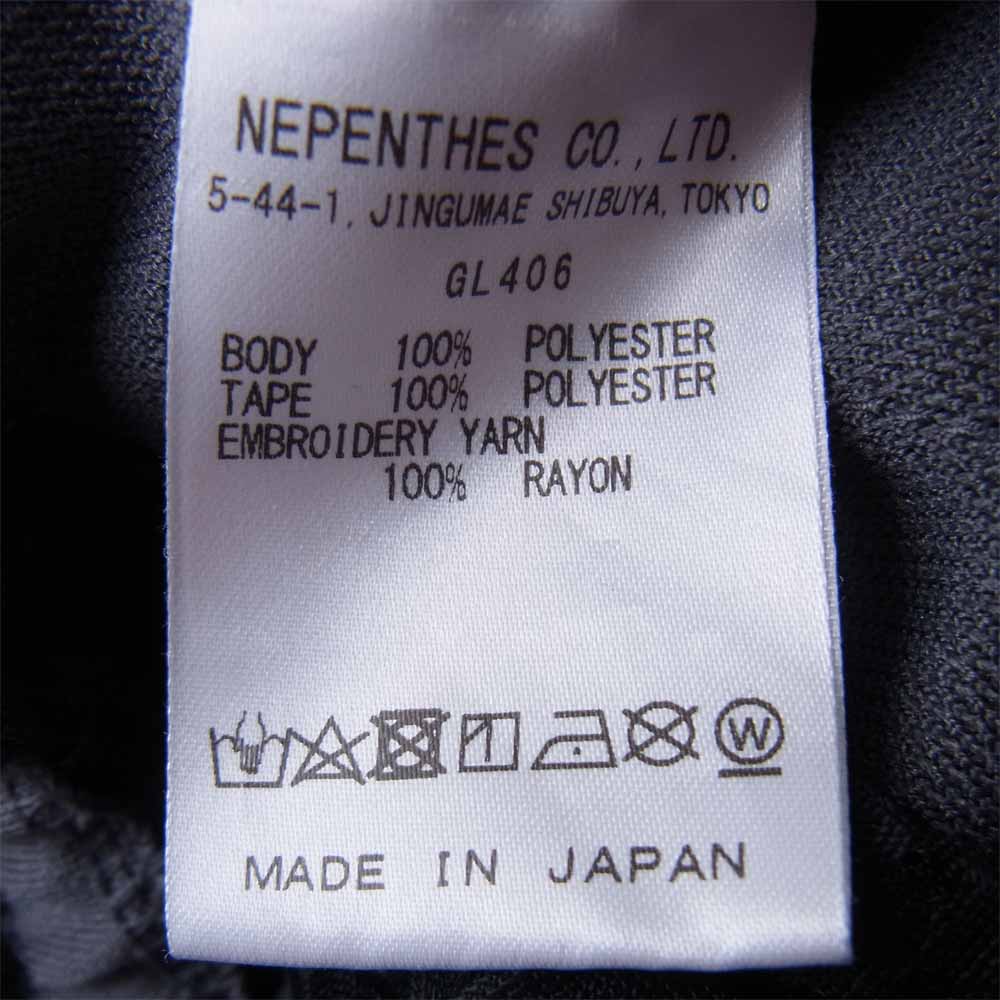 NEPENTHES CO., LTD.
5-44-1, JINGUMAE SHIBUYA, TOKYO
GL406
BODY 100% POLYESTER
TAPE 100% POLYESTER
EMBROIDERY YARN
100% RAYON
W
MADE IN JAPAN